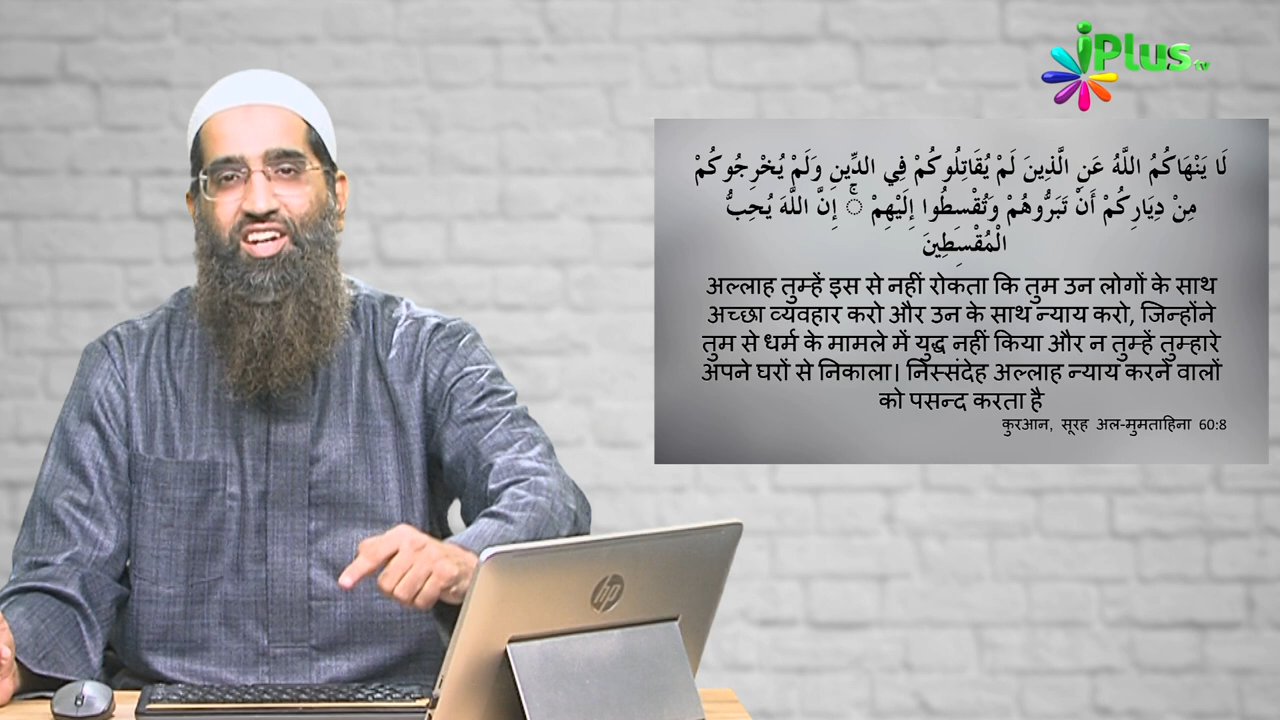 iPlus TV
لَا يَنْهَاكُمُ اللَّهُ عَنِ الَّذِينَ لَمْ يُقَاتِلُوكُمْ فِي الدِّينِ وَلَمْ يُخْرِجُوكُمْ
مِنْ دِيَارِكُمْ أَنْ تَبَرُّوهُمْ وَتُقْسِطُوا إِلَيْهِمْ ۚ إِنَّ اللَّهَ يُحِبُّ
الْمُقْسِطِينَ
अल्लाह तुम्हें इस से नहीं रोकता कि तुम उन लोगों के साथ
अच्छा व्यवहार करो और उन के साथ न्याय करो, जिन्होंने
तुम से धर्म के मामले में युद्ध नहीं किया और न तुम्हें तुम्हारे
अपने घरों से निकाला। निस्संदेह अल्लाह न्याय करने वालों
को पसन्द करता है
कुरआन, सूरह अल-मुमताहिना 60:8
hp